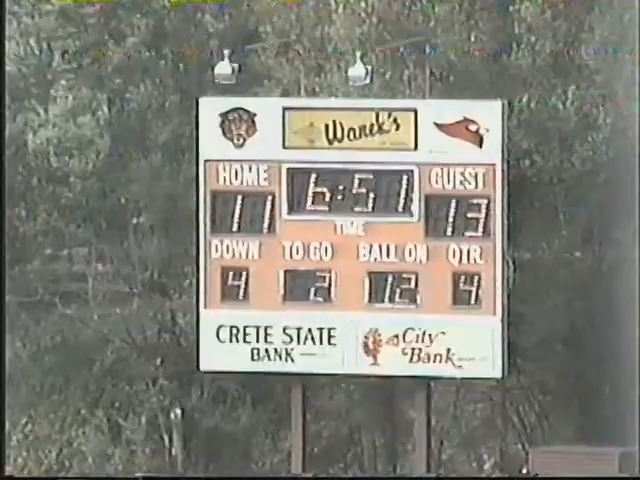 Wanek's
HOME 6:51 GUEST
11 TIME 13
DOWN TO GO BALL ON QTR
4 2 12 4
CRETE STATE
BANK
City
Bank